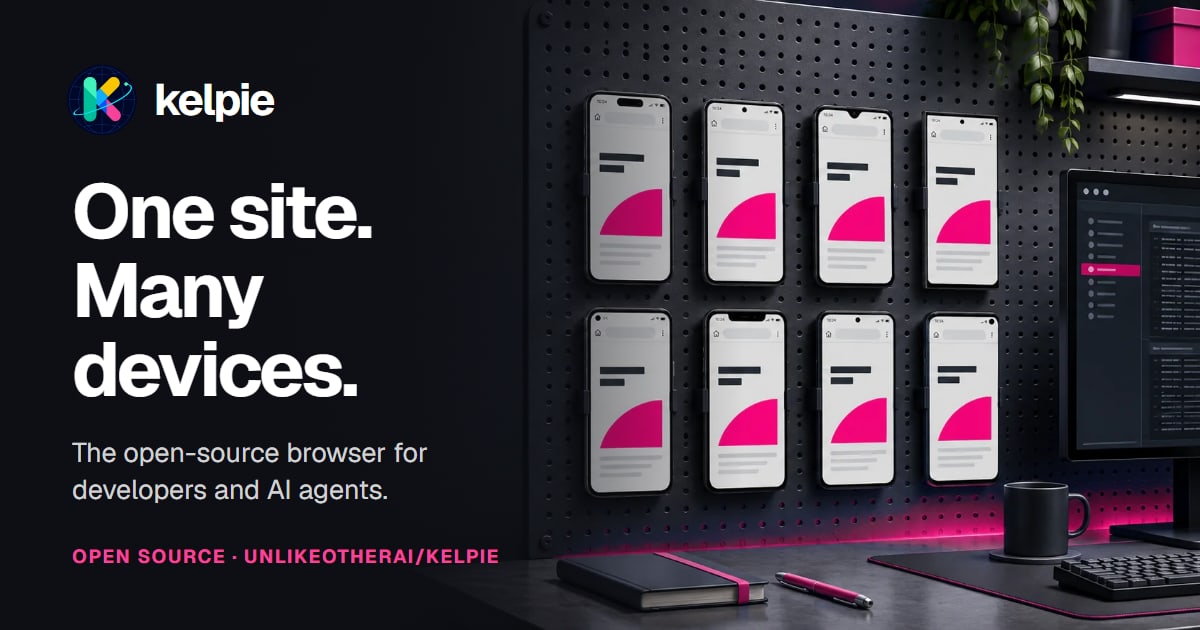 kelpie
One site.
Many
devices.
The open-source browser for
developers and AI agents.
OPEN SOURCE · UNLIKEOTHERAI/KELPIE